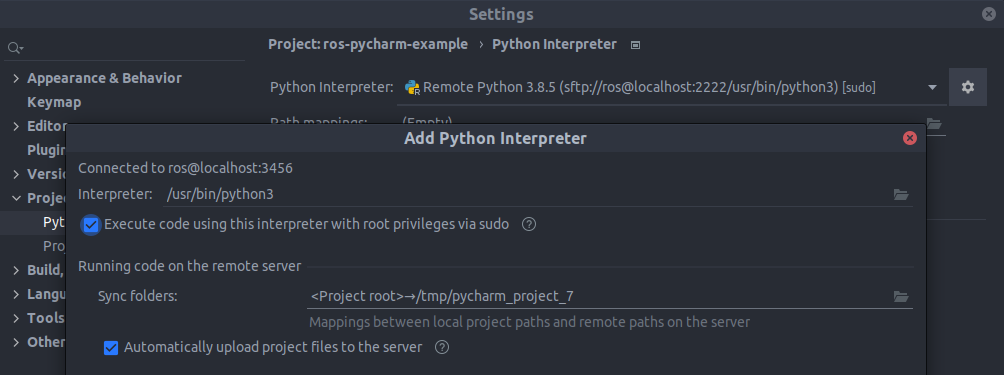 Settings
Project: ros-pycharm-example › Python Interpreter
Appearance & Behavior
Keymap
Python Interpreter: Remote Python 3.8.5 (sftp://ros@localhost:2222/usr/bin/python3) [sudo]
Editor
Path mappings: (Empty)
Add Python Interpreter
Plugin
Versio
Projec
Pyt
Proj
Build,
Langu
Tools
Other
Connected to ros@localhost:3456
Interpreter: /usr/bin/python3
Execute code using this interpreter with root privileges via sudo ?
Running code on the remote server
Sync folders: <Project root>→/tmp/pycharm_project_7
Mappings between local project paths and remote paths on the server
Automatically upload project files to the server ?